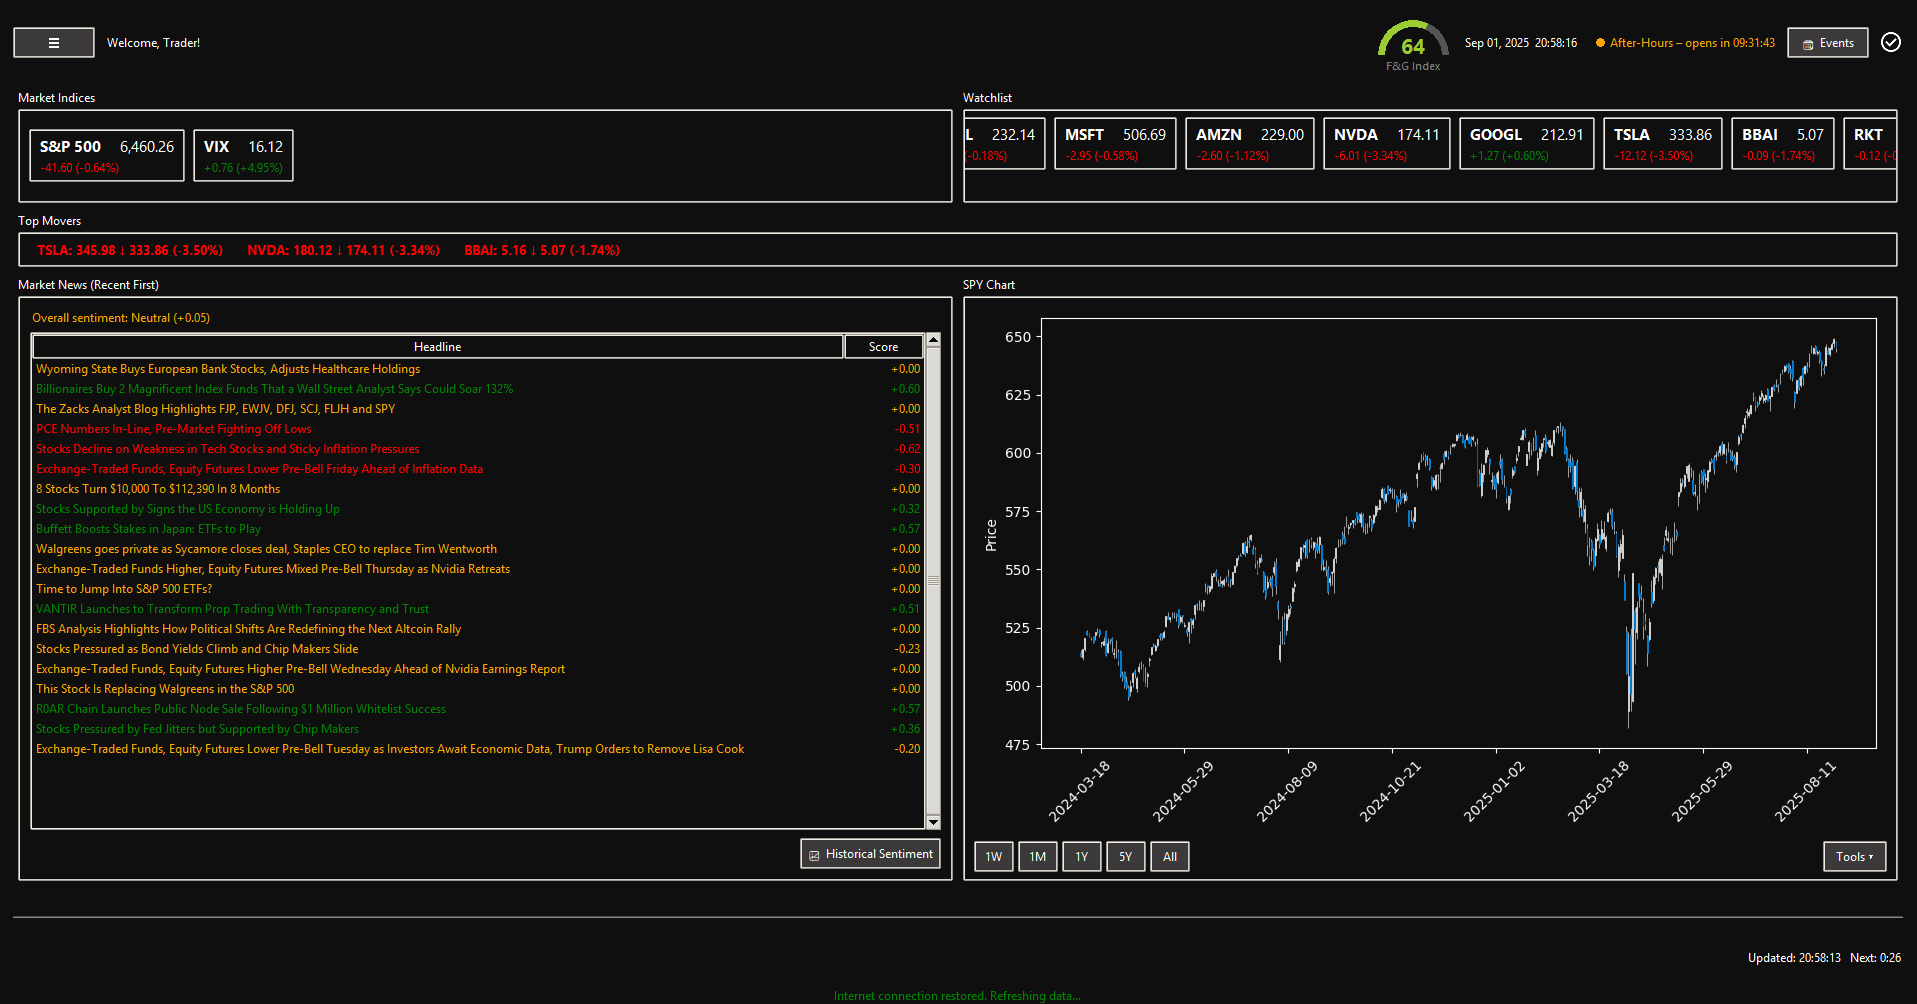 ☰ Welcome, Trader!
64
F&G Index
Sep 01, 2025 20:58:16
After-Hours – opens in 09:31:43
Events
Market Indices
S&P 500 6,460.26
-41.60 (-0.64%)
VIX 16.12
+0.76 (+4.95%)
Watchlist
L 232.14
(-0.18%)
MSFT 506.69
-2.95 (-0.58%)
AMZN 229.00
-2.60 (-1.12%)
NVDA 174.11
-6.01 (-3.34%)
GOOGL 212.91
+1.27 (+0.60%)
TSLA 333.86
-12.12 (-3.50%)
BBAI 5.07
-0.09 (-1.74%)
RKT
-0.12
Top Movers
TSLA: 345.98 ↓ 333.86 (-3.50%) NVDA: 180.12 ↓ 174.11 (-3.34%) BBAI: 5.16 ↓ 5.07 (-1.74%)
Market News (Recent First)
Overall sentiment: Neutral (+0.05)
Headline Score
Wyoming State Buys European Bank Stocks, Adjusts Healthcare Holdings +0.00
Billionaires Buy 2 Magnificent Index Funds That a Wall Street Analyst Says Could Soar 132% +0.60
The Zacks Analyst Blog Highlights FJP, EWJV, DFJ, SCJ, FLJH and SPY +0.00
PCE Numbers In-Line, Pre-Market Fighting Off Lows -0.51
Stocks Decline on Weakness in Tech Stocks and Sticky Inflation Pressures -0.62
Exchange-Traded Funds, Equity Futures Lower Pre-Bell Friday Ahead of Inflation Data -0.30
8 Stocks Turn $10,000 To $112,390 In 8 Months +0.00
Stocks Supported by Signs the US Economy is Holding Up +0.32
Buffett Boosts Stakes in Japan: ETFs to Play +0.57
Walgreens goes private as Sycamore closes deal, Staples CEO to replace Tim Wentworth +0.00
Exchange-Traded Funds Higher, Equity Futures Mixed Pre-Bell Thursday as Nvidia Retreats +0.00
Time to Jump Into S&P 500 ETFs? +0.00
VANTIR Launches to Transform Prop Trading With Transparency and Trust +0.51
FBS Analysis Highlights How Political Shifts Are Redefining the Next Altcoin Rally +0.00
Stocks Pressured as Bond Yields Climb and Chip Makers Slide -0.23
Exchange-Traded Funds, Equity Futures Higher Pre-Bell Wednesday Ahead of Nvidia Earnings Report +0.00
This Stock Is Replacing Walgreens in the S&P 500 +0.00
R0AR Chain Launches Public Node Sale Following $1 Million Whitelist Success +0.57
Stocks Pressured by Fed Jitters but Supported by Chip Makers +0.36
Exchange-Traded Funds, Equity Futures Lower Pre-Bell Tuesday as Investors Await Economic Data, Trump Orders to Remove Lisa Cook -0.20
Historical Sentiment
SPY Chart
Price
650
625
600
575
550
525
500
475
2024-03-18
2024-05-29
2024-08-09
2024-10-21
2025-01-02
2025-03-18
2025-05-29
2025-08-11
1W 1M 1Y 5Y All
Tools ▾
Updated: 20:58:13 Next: 0:26
Internet connection restored. Refreshing data...